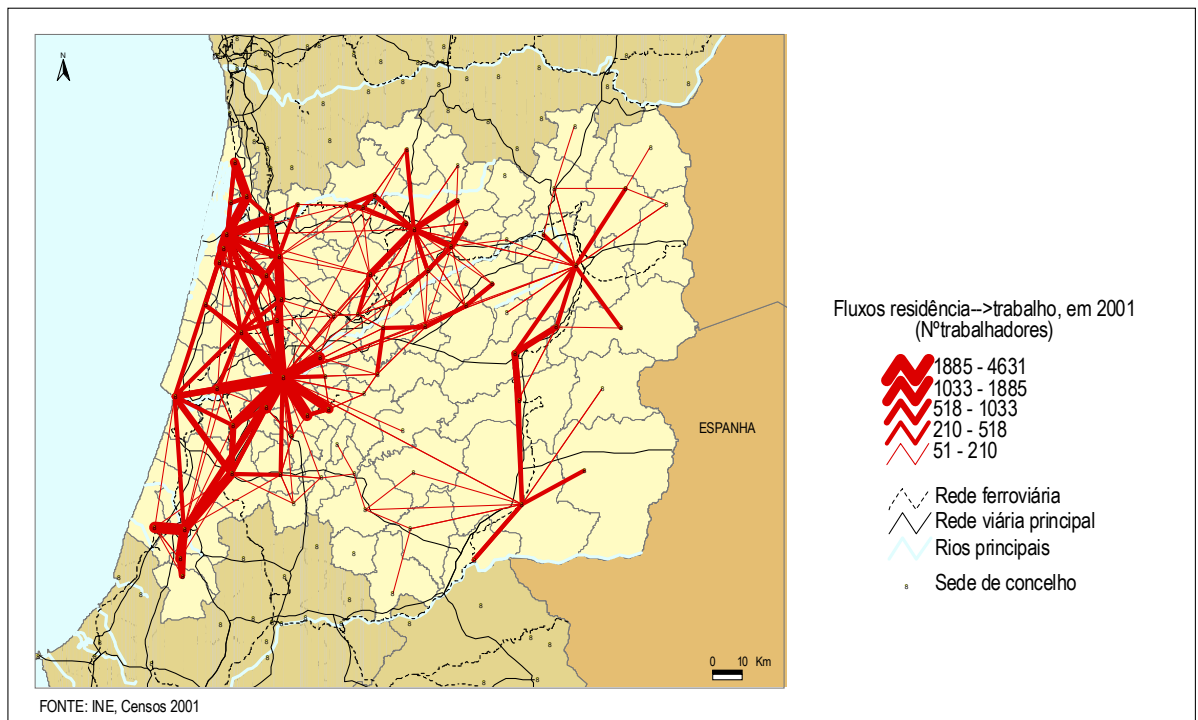 N
ESPANHA
0 10 Km
Fluxos residência-->trabalho, em 2001
(Nºtrabalhadores)
1885 - 4631
1033 - 1885
518 - 1033
210 - 518
51 - 210
Rede ferroviária
Rede viária principal
Rios principais
8 Sede de concelho
FONTE: INE, Censos 2001